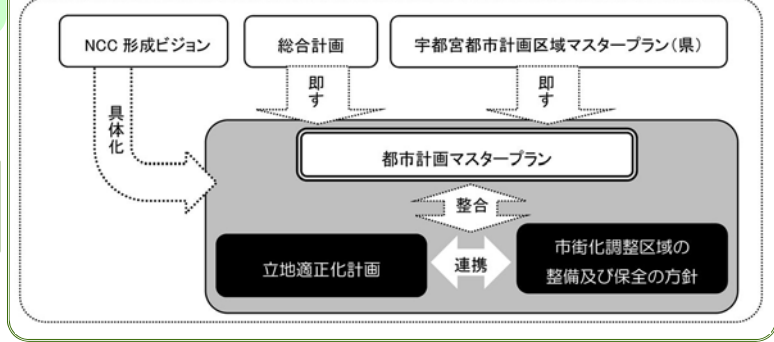 NCC 形成ビジョン
総合計画
宇都宮都市計画区域マスタープラン（県）
具体化
即す
即す
都市計画マスタープラン
整合
立地適正化計画
連携
市街化調整区域の
整備及び保全の方針